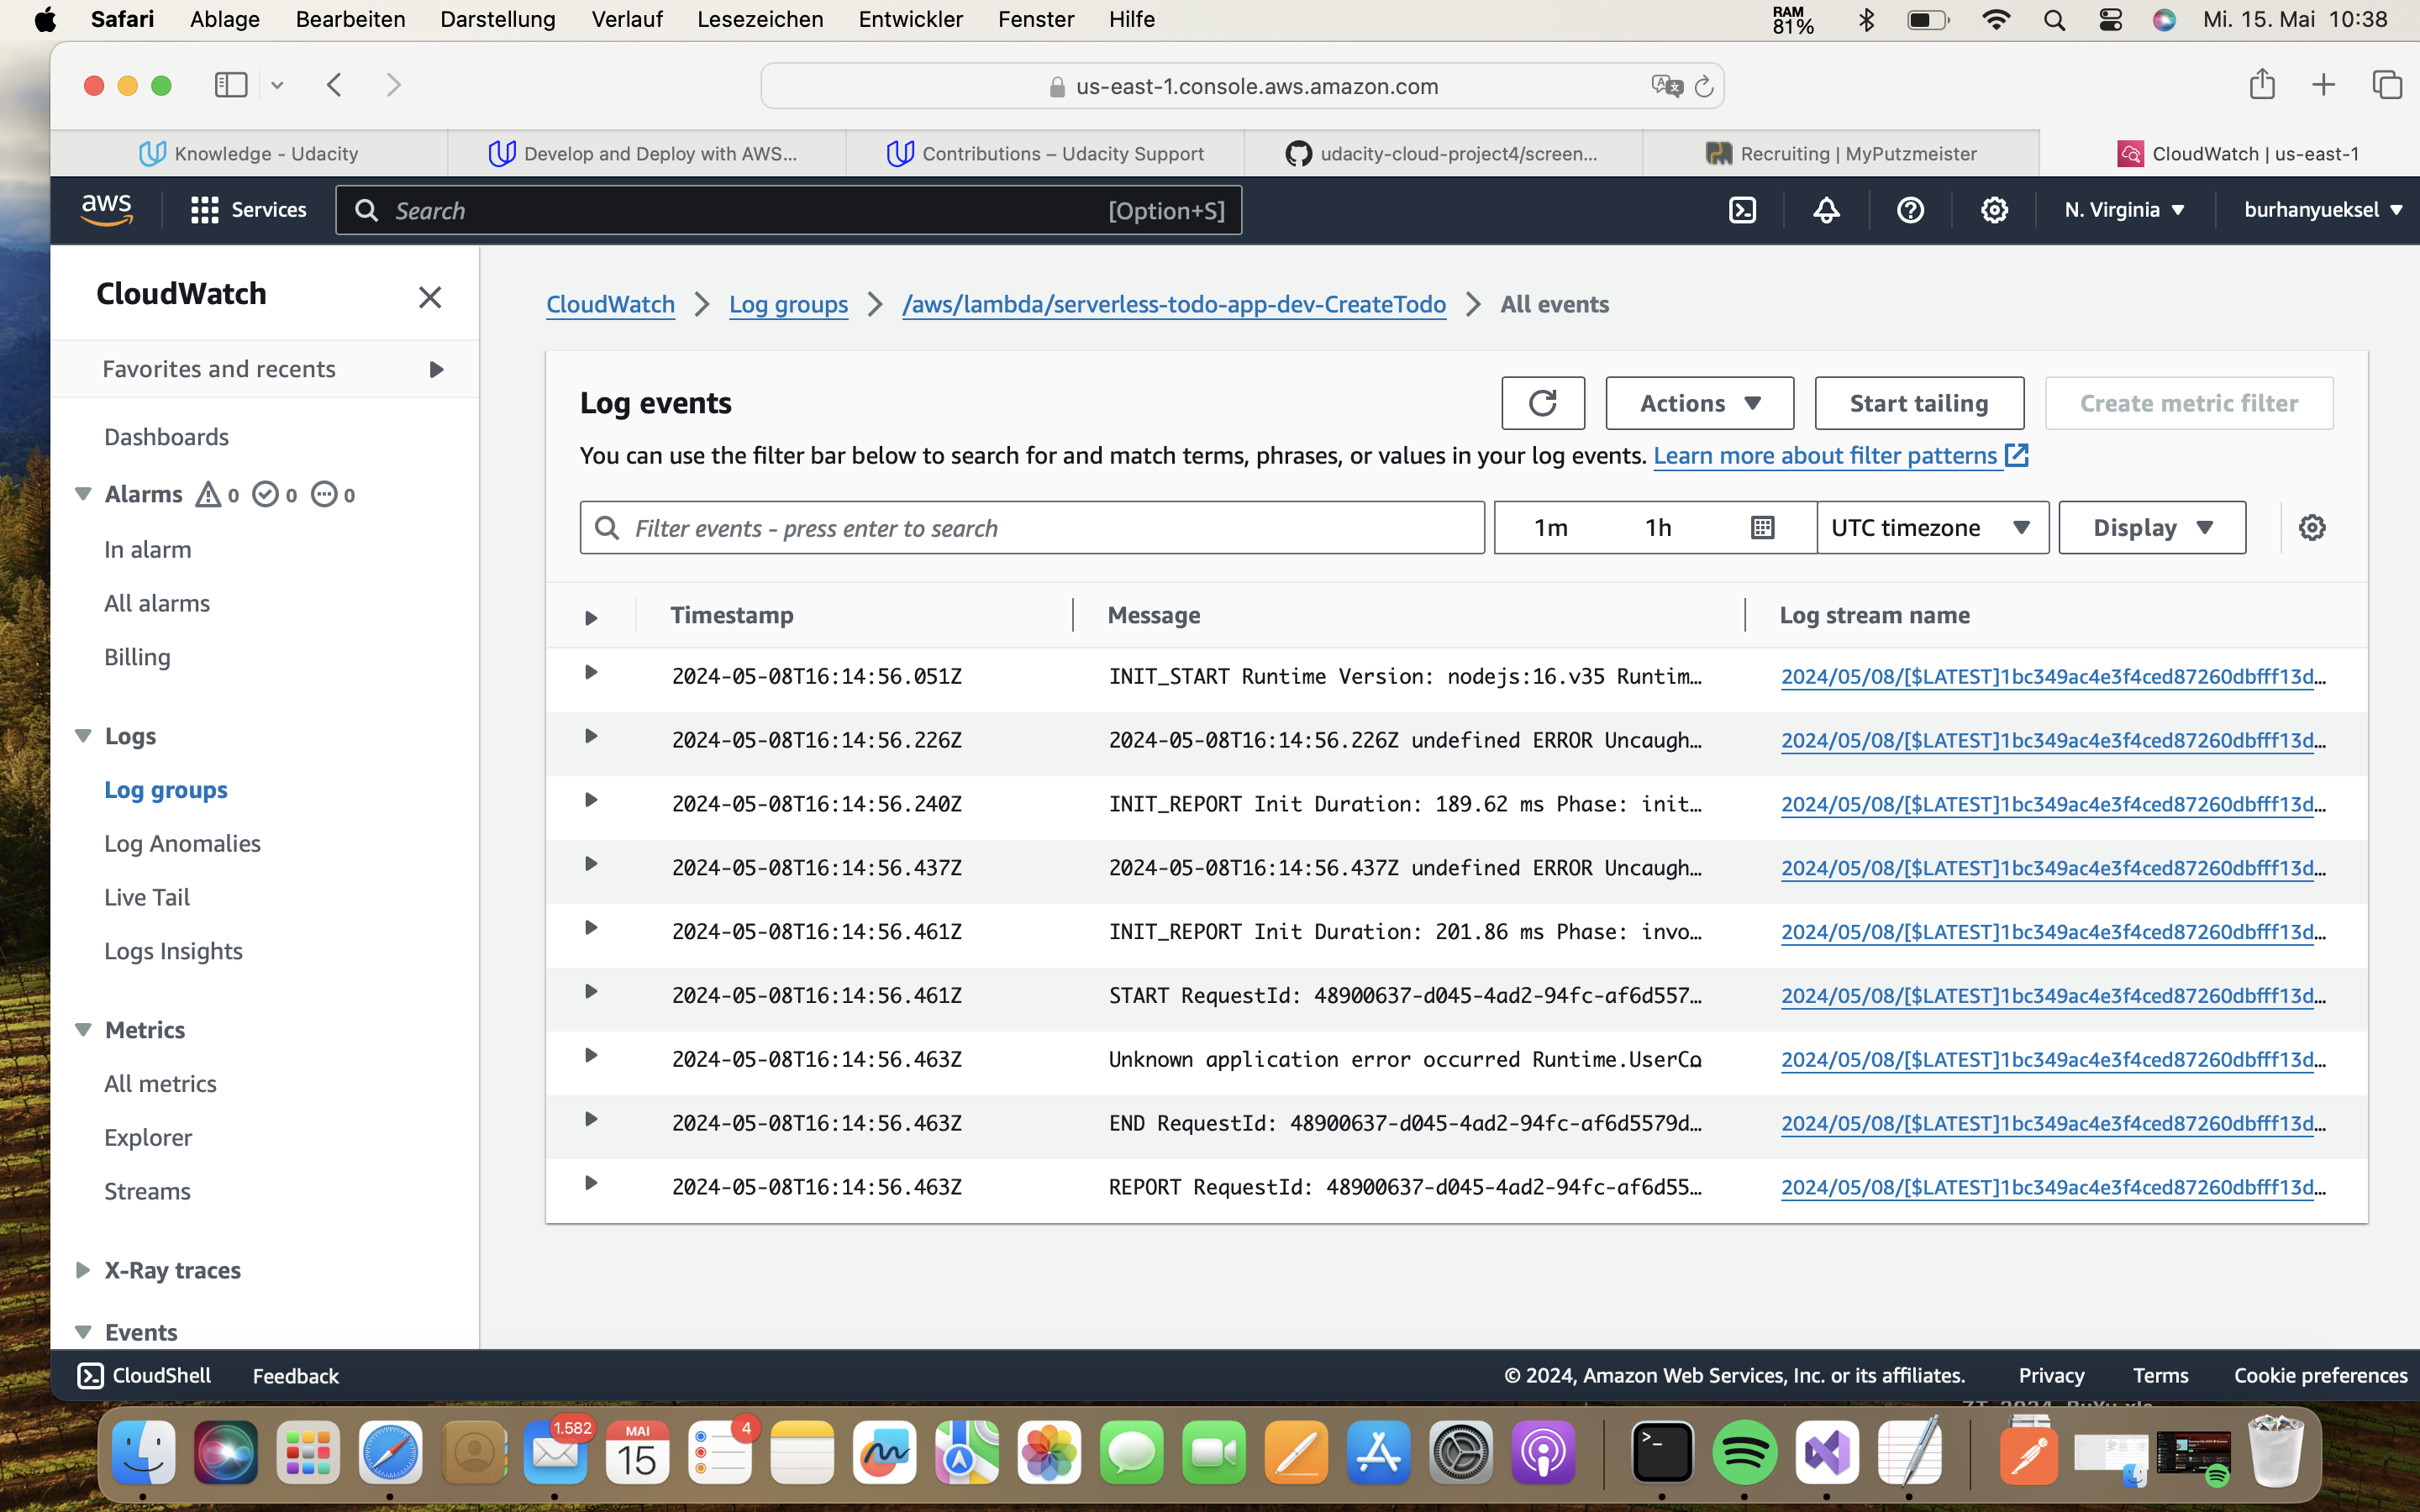 Safari Ablage Bearbeiten Darstellung Verlauf Lesezeichen Entwickler Fenster Hilfe RAM 81% Mi. 15. Mai 10:38
us-east-1.console.aws.amazon.com
Knowledge - Udacity
Develop and Deploy with AWS...
Contributions – Udacity Support
udacity-cloud-project4/screen...
Recruiting | MyPutzmeister
CloudWatch | us-east-1
aws Services Search [Option+S] N. Virginia burhanyueksel
CloudWatch
Favorites and recents
Dashboards
Alarms 0 0 0
In alarm
All alarms
Billing
Logs
Log groups
Log Anomalies
Live Tail
Logs Insights
Metrics
All metrics
Explorer
Streams
X-Ray traces
Events
CloudWatch Log groups /aws/lambda/serverless-todo-app-dev-CreateTodo All events
Log events Actions Start tailing Create metric filter
You can use the filter bar below to search for and match terms, phrases, or values in your log events. Learn more about filter patterns
Filter events - press enter to search 1m 1h UTC timezone Display
Timestamp Message Log stream name
2024-05-08T16:14:56.051Z INIT_START Runtime Version: nodejs:16.v35 Runtim... 2024/05/08/[$LATEST]1bc349ac4e3f4ced87260dbfff13d...
2024-05-08T16:14:56.226Z 2024-05-08T16:14:56.226Z undefined ERROR Uncaugh... 2024/05/08/[$LATEST]1bc349ac4e3f4ced87260dbfff13d...
2024-05-08T16:14:56.240Z INIT_REPORT Init Duration: 189.62 ms Phase: init... 2024/05/08/[$LATEST]1bc349ac4e3f4ced87260dbfff13d...
2024-05-08T16:14:56.437Z 2024-05-08T16:14:56.437Z undefined ERROR Uncaugh... 2024/05/08/[$LATEST]1bc349ac4e3f4ced87260dbfff13d...
2024-05-08T16:14:56.461Z INIT_REPORT Init Duration: 201.86 ms Phase: invo... 2024/05/08/[$LATEST]1bc349ac4e3f4ced87260dbfff13d...
2024-05-08T16:14:56.461Z START RequestId: 48900637-d045-4ad2-94fc-af6d557... 2024/05/08/[$LATEST]1bc349ac4e3f4ced87260dbfff13d...
2024-05-08T16:14:56.463Z Unknown application error occurred Runtime.UserCo 2024/05/08/[$LATEST]1bc349ac4e3f4ced87260dbfff13d...
2024-05-08T16:14:56.463Z END RequestId: 48900637-d045-4ad2-94fc-af6d5579d... 2024/05/08/[$LATEST]1bc349ac4e3f4ced87260dbfff13d...
2024-05-08T16:14:56.463Z REPORT RequestId: 48900637-d045-4ad2-94fc-af6d55... 2024/05/08/[$LATEST]1bc349ac4e3f4ced87260dbfff13d...
CloudShell Feedback © 2024, Amazon Web Services, Inc. or its affiliates. Privacy Terms Cookie preferences
1.582
MAI
15
4